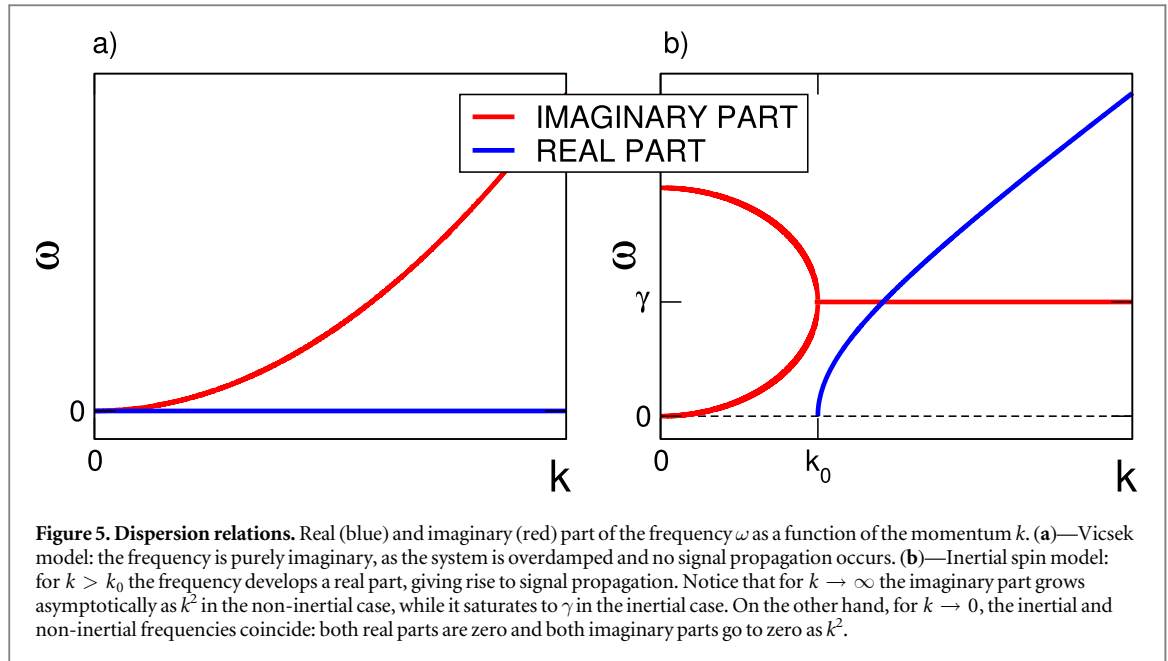 a)
b)
IMAGINARY PART
REAL PART
ω
0
0
k
ω
γ
0
0
k₀
k
Figure 5. Dispersion relations. Real (blue) and imaginary (red) part of the frequency ω as a function of the momentum k. (a)—Vicsek
model: the frequency is purely imaginary, as the system is overdamped and no signal propagation occurs. (b)—Inertial spin model:
for k > k₀ the frequency develops a real part, giving rise to signal propagation. Notice that for k → ∞ the imaginary part grows
asymptotically as k² in the non-inertial case, while it saturates to γ in the inertial case. On the other hand, for k → 0, the inertial and
non-inertial frequencies coincide: both real parts are zero and both imaginary parts go to zero as k².